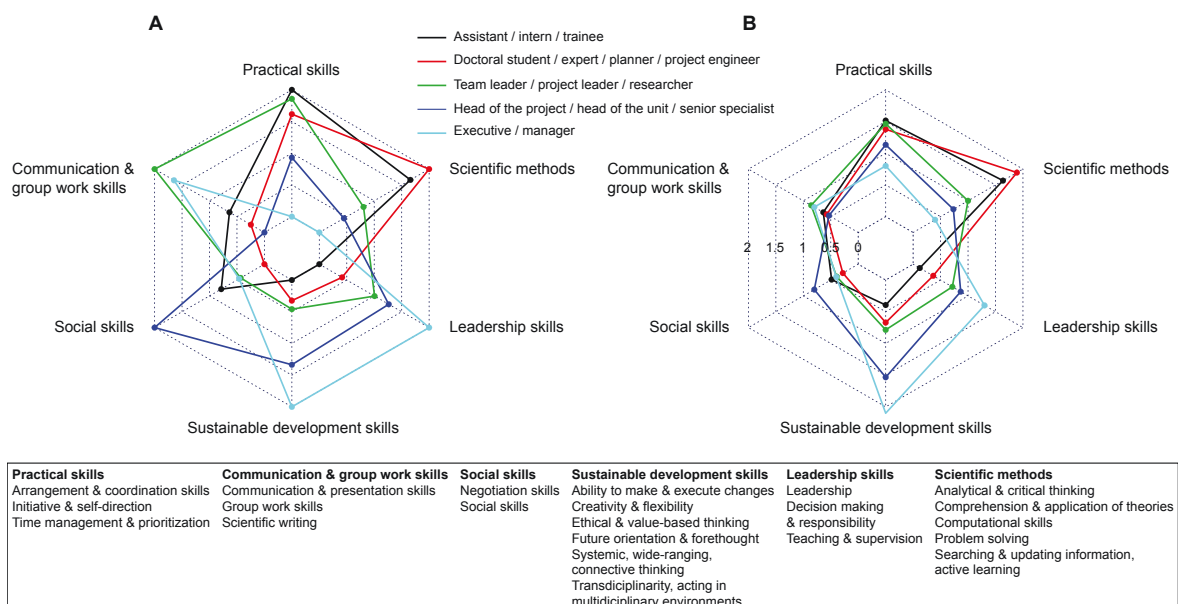 A
B
Assistant / intern / trainee
Doctoral student / expert / planner / project engineer
Team leader / project leader / researcher
Head of the project / head of the unit / senior specialist
Executive / manager
Practical skills
Scientific methods
Leadership skills
Sustainable development skills
Social skills
Communication &
group work skills
Practical skills
Scientific methods
Leadership skills
Sustainable development skills
Social skills
Communication &
group work skills
2 1.5 1 0.5 0
Practical skills
Arrangement & coordination skills
Initiative & self-direction
Time management & prioritization
Communication & group work skills
Communication & presentation skills
Group work skills
Scientific writing
Social skills
Negotiation skills
Social skills
Sustainable development skills
Ability to make & execute changes
Creativity & flexibility
Ethical & value-based thinking
Future orientation & forethought
Systemic, wide-ranging,
connective thinking
Transdiciplinarity, acting in
multidiciplinary environments
Leadership skills
Leadership
Decision making
& responsibility
Teaching & supervision
Scientific methods
Analytical & critical thinking
Comprehension & application of theories
Computational skills
Problem solving
Searching & updating information,
active learning